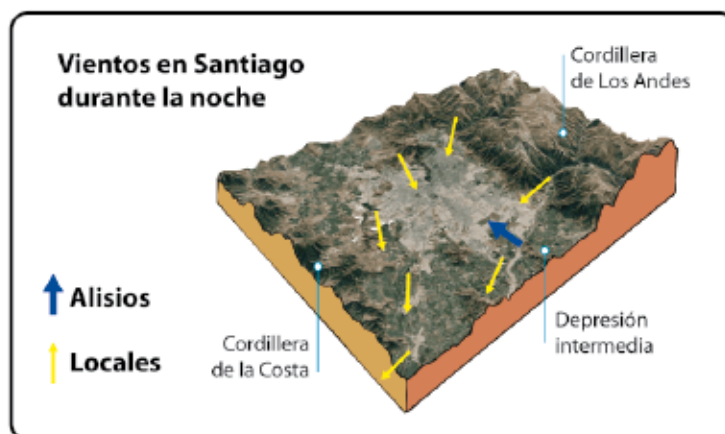 Vientos en Santiago
durante la noche
Cordillera
de Los Andes
Alisios
Locales
Cordillera
de la Costa
Depresión
intermedia